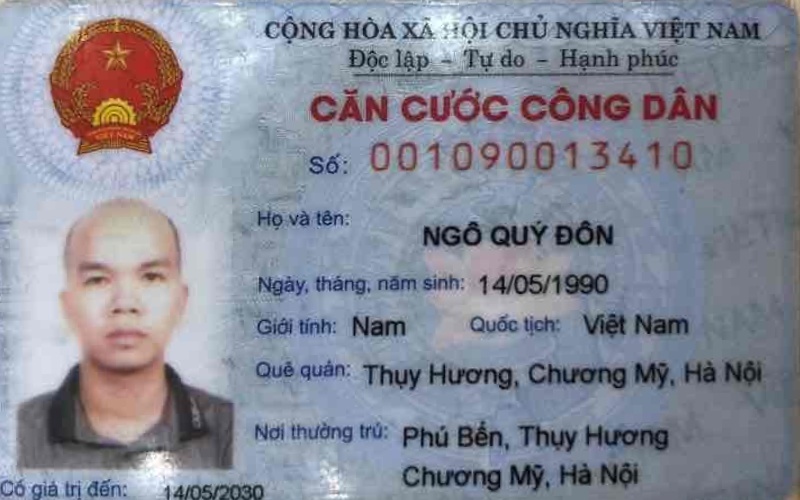 CỘNG HÒA XÃ HỘI CHỦ NGHĨA VIỆT NAM
Độc lập - Tự do - Hạnh phúc
CĂN CƯỚC CÔNG DÂN
Số: 001090013410
Họ và tên:
NGÔ QUÝ ĐÔN
Ngày, tháng, năm sinh: 14/05/1990
Giới tính: Nam Quốc tịch: Việt Nam
Quê quán: Thụy Hương, Chương Mỹ, Hà Nội
Nơi thường trú: Phú Bến, Thụy Hương
Chương Mỹ, Hà Nội
Có giá trị đến: 14/05/2030
VIỆT NAM